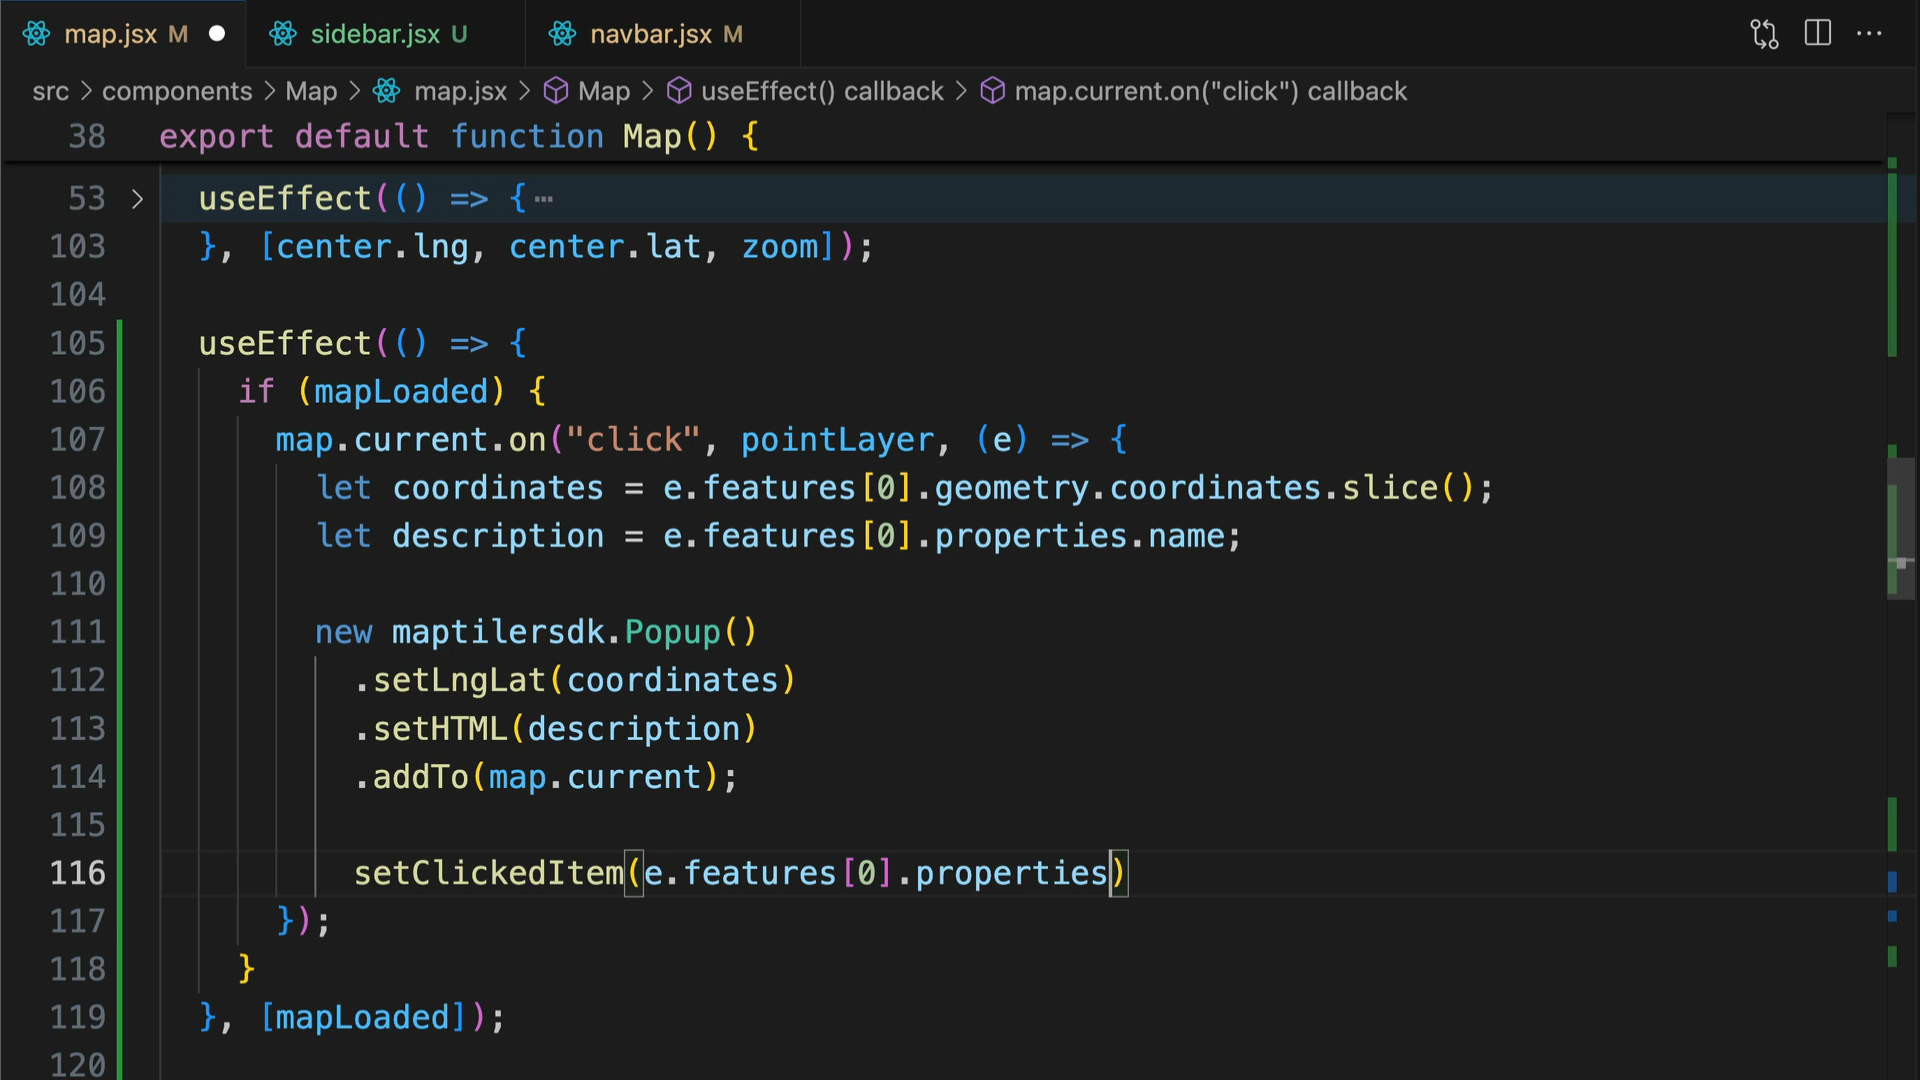 map.jsx M sidebar.jsx U navbar.jsx M
src > components > Map > map.jsx > Map > useEffect() callback > map.current.on("click") callback
38 export default function Map() {
53 > useEffect(() => {⋯
103 }, [center.lng, center.lat, zoom]);
104
105 useEffect(() => {
106 if (mapLoaded) {
107 map.current.on("click", pointLayer, (e) => {
108 let coordinates = e.features[0].geometry.coordinates.slice();
109 let description = e.features[0].properties.name;
110
111 new maptilersdk.Popup()
112 .setLngLat(coordinates)
113 .setHTML(description)
114 .addTo(map.current);
115
116 setClickedItem(e.features[0].properties)
117 });
118 }
119 }, [mapLoaded]);
120